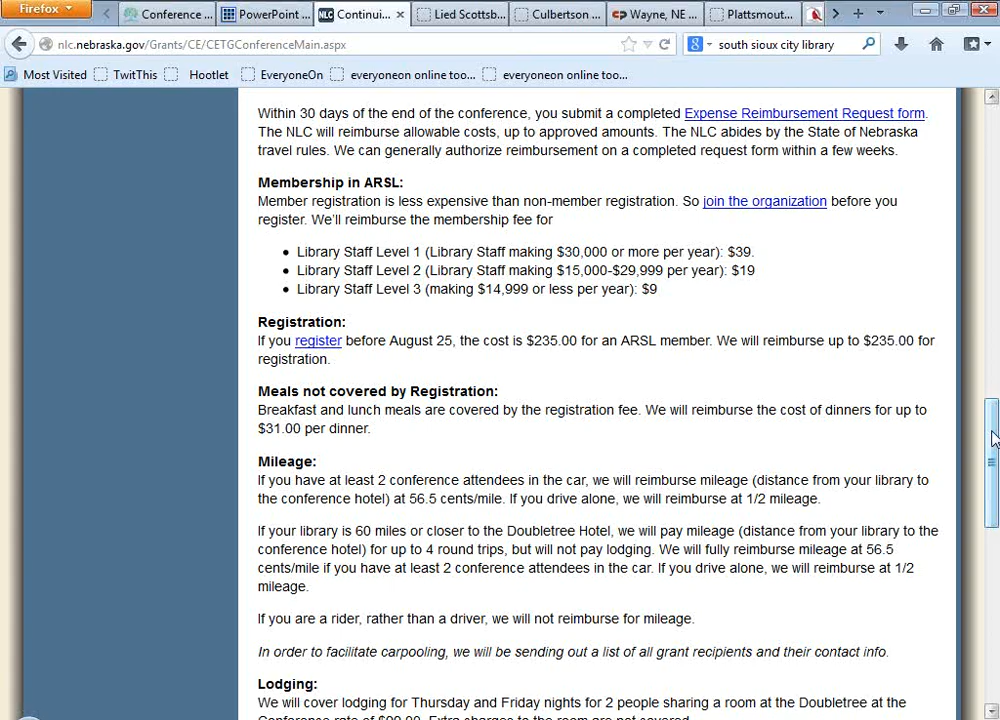 Firefox
Conference ...
PowerPoint ...
NLC Continui...
Lied Scottsb...
Culbertson ...
CP Wayne, NE ...
Plattsmout...
nlc.nebraska.gov/Grants/CE/CETGConferenceMain.aspx
8 south sioux city library
Most Visited
TwitThis
Hootlet
EveryoneOn
everyoneon online too...
everyoneon online too...
Within 30 days of the end of the conference, you submit a completed Expense Reimbursement Request form.
The NLC will reimburse allowable costs, up to approved amounts. The NLC abides by the State of Nebraska
travel rules. We can generally authorize reimbursement on a completed request form within a few weeks.
Membership in ARSL:
Member registration is less expensive than non-member registration. So join the organization before you
register. We'll reimburse the membership fee for
• Library Staff Level 1 (Library Staff making $30,000 or more per year): $39.
• Library Staff Level 2 (Library Staff making $15,000-$29,999 per year): $19
• Library Staff Level 3 (making $14,999 or less per year): $9
Registration:
If you register before August 25, the cost is $235.00 for an ARSL member. We will reimburse up to $235.00 for
registration.
Meals not covered by Registration:
Breakfast and lunch meals are covered by the registration fee. We will reimburse the cost of dinners for up to
$31.00 per dinner.
Mileage:
If you have at least 2 conference attendees in the car, we will reimburse mileage (distance from your library to
the conference hotel) at 56.5 cents/mile. If you drive alone, we will reimburse at 1/2 mileage.
If your library is 60 miles or closer to the Doubletree Hotel, we will pay mileage (distance from your library to the
conference hotel) for up to 4 round trips, but will not pay lodging. We will fully reimburse mileage at 56.5
cents/mile if you have at least 2 conference attendees in the car. If you drive alone, we will reimburse at 1/2
mileage.
If you are a rider, rather than a driver, we will not reimburse for mileage.
In order to facilitate carpooling, we will be sending out a list of all grant recipients and their contact info.
Lodging:
We will cover lodging for Thursday and Friday nights for 2 people sharing a room at the Doubletree at the
Conference rate of $99.00. Extra charges to the room are not covered.